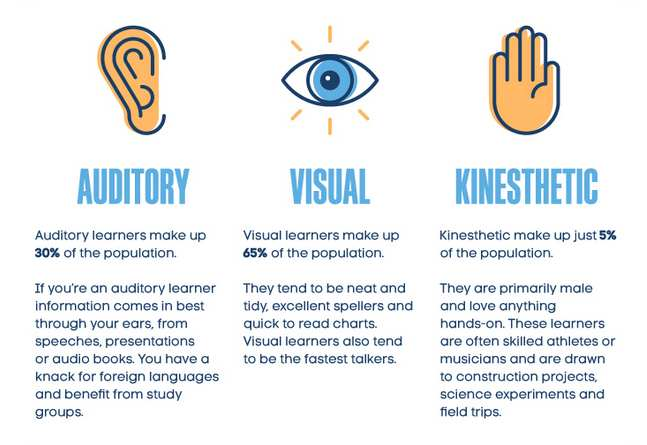 AUDITORY
Auditory learners make up
30% of the population.
If you're an auditory learner
information comes in best
through your ears, from
speeches, presentations
or audio books. You have a
knack for foreign languages
and benefit from study
groups.
VISUAL
Visual learners make up
65% of the population.
They tend to be neat and
tidy, excellent spellers and
quick to read charts.
Visual learners also tend
to be the fastest talkers.
KINESTHETIC
Kinesthetic make up just 5%
of the population.
They are primarily male
and love anything
hands-on. These learners
are often skilled athletes or
musicians and are drawn
to construction projects,
science experiments and
field trips.